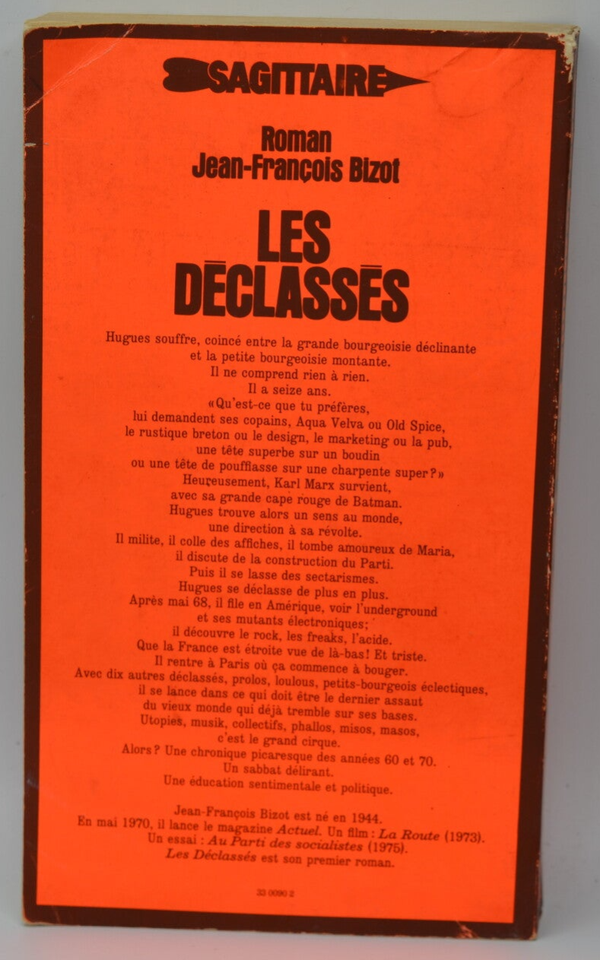 SAGITTAIRE
Roman
Jean-François Bizot
LES
DÉCLASSÉS
Hugues souffre, coincé entre la grande bourgeoisie déclinante
et la petite bourgeoisie montante.
Il ne comprend rien à rien.
Il a seize ans.
«Qu'est-ce que tu préfères,
lui demandent ses copains, Aqua Velva ou Old Spice,
le rustique breton ou le design, le marketing ou la pub,
une tête superbe sur un boudin
ou une tête de pouffiasse sur une charpente super?»
Heureusement, Karl Marx survient,
avec sa grande cape rouge de Batman.
Hugues trouve alors un sens au monde,
une direction à sa révolte.
Il milite, il colle des affiches, il tombe amoureux de Maria,
il discute de la construction du Parti.
Puis il se lasse des sectarismes.
Hugues se déclasse de plus en plus.
Après mai 68, il file en Amérique, voir l'underground
et ses mutants électroniques;
il découvre le rock, les freaks, l'acide.
Que la France est étroite vue de là-bas! Et triste.
Il rentre à Paris où ça commence à bouger.
Avec dix autres déclassés, prolos, loulous, petits-bourgeois éclectiques,
il se lance dans ce qui doit être le dernier assaut
du vieux monde qui déjà tremble sur ses bases.
Utopies, musik, collectifs, phallos, misos, masos,
c'est le grand cirque.
Alors? Une chronique picaresque des années 60 et 70.
Un sabbat délirant.
Une éducation sentimentale et politique.
Jean-François Bizot est né en 1944.
En mai 1970, il lance le magazine Actuel. Un film : La Route (1973).
Un essai : Au Parti des socialistes (1975).
Les Déclassés est son premier roman.
33 0090 2